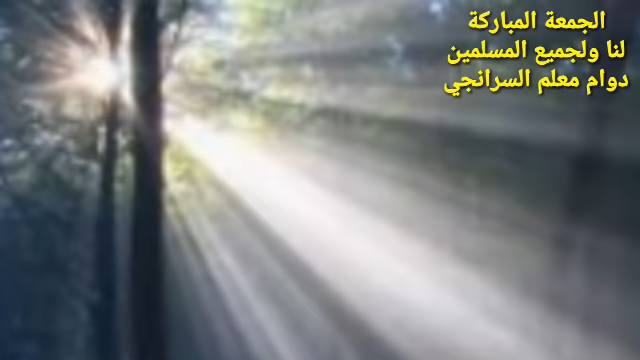 الجمعة المباركة
لنا ولجميع المسلمين
دوام معلم السرانجي